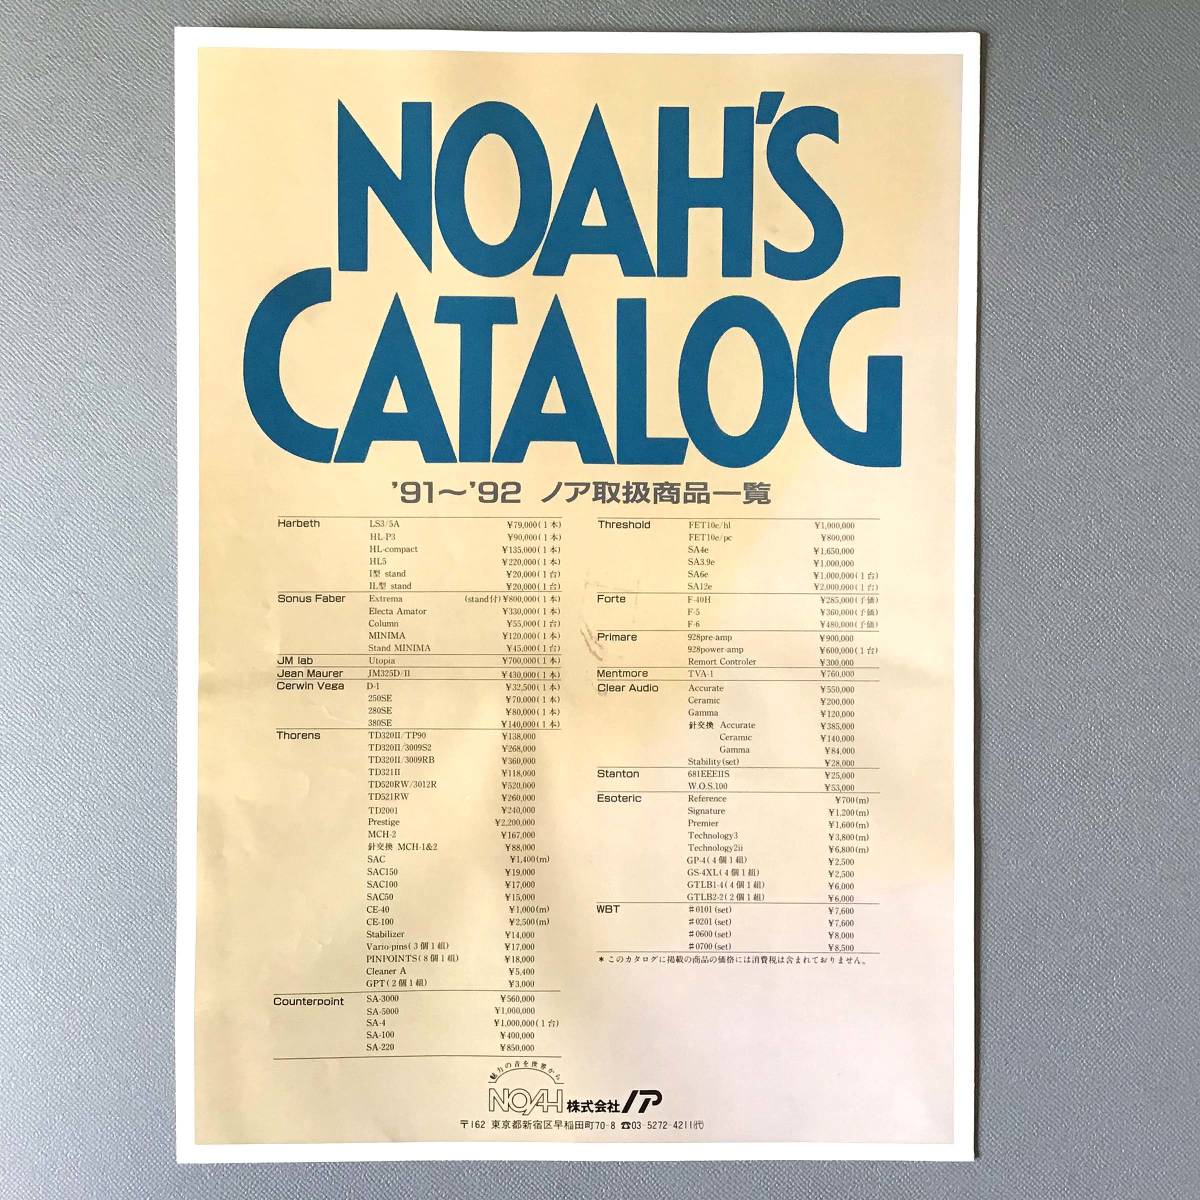 NOAH'S
CATALOG
'91〜'92 ノア取扱商品一覧
Harbeth LS3/5A ¥79,000(1本)
HL-P3 ¥90,000(1本)
HL-compact ¥135,000(1本)
HL5 ¥220,000(1本)
I型 stand ¥20,000(1台)
IL型 stand ¥20,000(1台)
Sonus Faber Extrema (stand付)¥800,000(1本)
Electa Amator ¥330,000(1本)
Column ¥55,000(1台)
MINIMA ¥120,000(1本)
Stand MINIMA ¥45,000(1台)
JM lab Utopia ¥700,000(1本)
Jean Maurer JM325D/II ¥430,000(1本)
Cerwin Vega D-1 ¥32,500(1本)
250SE ¥70,000(1本)
280SE ¥80,000(1本)
380SE ¥140,000(1本)
Thorens TD320II/TP90 ¥138,000
TD320II/3009S2 ¥268,000
TD320II/3009RB ¥360,000
TD321II ¥118,000
TD520RW/3012R ¥520,000
TD521RW ¥260,000
TD2001 ¥240,000
Prestige ¥2,200,000
MCH-2 ¥167,000
針交換 MCH-1&2 ¥88,000
SAC ¥1,400(m)
SAC150 ¥19,000
SAC100 ¥17,000
SAC50 ¥15,000
CE-40 ¥1,000(m)
CE-100 ¥2,500(m)
Stabilizer ¥14,000
Vario-pins(3個1組) ¥17,000
PINPOINTS(8個1組) ¥18,000
Cleaner A ¥5,400
GPT(2個1組) ¥3,000
Counterpoint SA-3000 ¥560,000
SA-5000 ¥1,000,000
SA-4 ¥1,000,000(1台)
SA-100 ¥400,000
SA-220 ¥850,000
Threshold FET10e/hl ¥1,000,000
FET10e/pc ¥800,000
SA4e ¥1,650,000
SA3.9e ¥1,000,000
SA6e ¥1,000,000(1台)
SA12e ¥2,000,000(1台)
Forte F-40H ¥285,000(予価)
F-5 ¥360,000(予価)
F-6 ¥480,000(予価)
Primare 928pre-amp ¥900,000
928power-amp ¥600,000(1台)
Remort Controler ¥300,000
Mentmore TVA-1 ¥760,000
Clear Audio Accurate ¥550,000
Ceramic ¥200,000
Gamma ¥120,000
針交換 Accurate ¥385,000
Ceramic ¥140,000
Gamma ¥84,000
Stability(set) ¥28,000
Stanton 681EEEIIS ¥25,000
W.O.S.100 ¥53,000
Esoteric Reference ¥700(m)
Signature ¥1,200(m)
Premier ¥1,600(m)
Technology3 ¥3,800(m)
Technology2ii ¥6,800(m)
GP-4(4個1組) ¥2,500
GS-4XL(4個1組) ¥2,500
GTLB1-4(4個1組) ¥6,000
GTLB2-2(2個1組) ¥6,000
WBT #0101(set) ¥7,600
#0201(set) ¥7,600
#0600(set) ¥8,000
#0700(set) ¥8,500
*このカタログに掲載の商品の価格には消費税は含まれておりません。
魅力の音を世界から
NOAH 株式会社ノア
〒162 東京都新宿区早稲田町70-8 ☎03-5272-4211(代)